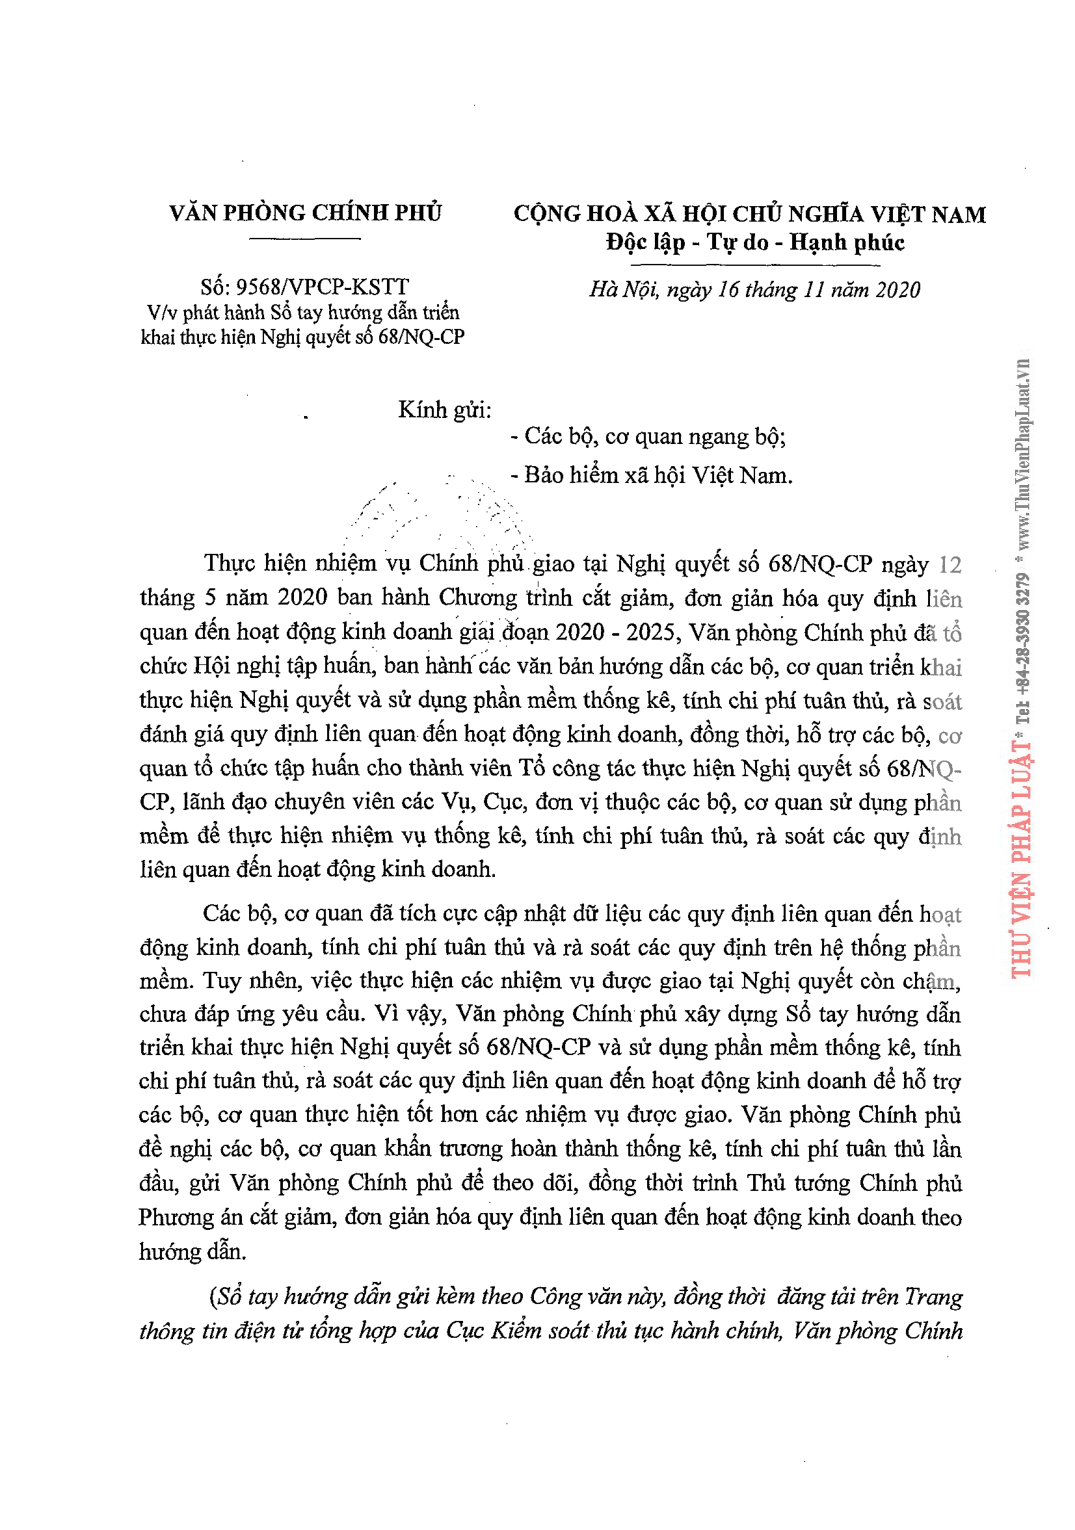 VĂN PHÒNG CHÍNH PHỦ
CỘNG HOÀ XÃ HỘI CHỦ NGHĨA VIỆT NAM
Độc lập - Tự do - Hạnh phúc
Số: 9568/VPCP-KSTT
V/v phát hành Sổ tay hướng dẫn triển
khai thực hiện Nghị quyết số 68/NQ-CP
Hà Nội, ngày 16 tháng 11 năm 2020
Kính gửi:
- Các bộ, cơ quan ngang bộ;
- Bảo hiểm xã hội Việt Nam.
Thực hiện nhiệm vụ Chính phủ giao tại Nghị quyết số 68/NQ-CP ngày 12
tháng 5 năm 2020 ban hành Chương trình cắt giảm, đơn giản hóa quy định liên
quan đến hoạt động kinh doanh giai đoạn 2020 - 2025, Văn phòng Chính phủ đã tổ
chức Hội nghị tập huấn, ban hành các văn bản hướng dẫn các bộ, cơ quan triển khai
thực hiện Nghị quyết và sử dụng phần mềm thống kê, tính chi phí tuân thủ, rà soát
đánh giá quy định liên quan đến hoạt động kinh doanh, đồng thời, hỗ trợ các bộ, cơ
quan tổ chức tập huấn cho thành viên Tổ công tác thực hiện Nghị quyết số 68/NQ-
CP, lãnh đạo chuyên viên các Vụ, Cục, đơn vị thuộc các bộ, cơ quan sử dụng phần
mềm để thực hiện nhiệm vụ thống kê, tính chi phí tuân thủ, rà soát các quy định
liên quan đến hoạt động kinh doanh.
Các bộ, cơ quan đã tích cực cập nhật dữ liệu các quy định liên quan đến hoạt
động kinh doanh, tính chi phí tuân thủ và rà soát các quy định trên hệ thống phần
mềm. Tuy nhiên, việc thực hiện các nhiệm vụ được giao tại Nghị quyết còn chậm,
chưa đáp ứng yêu cầu. Vì vậy, Văn phòng Chính phủ xây dựng Sổ tay hướng dẫn
triển khai thực hiện Nghị quyết số 68/NQ-CP và sử dụng phần mềm thống kê, tính
chi phí tuân thủ, rà soát các quy định liên quan đến hoạt động kinh doanh để hỗ trợ
các bộ, cơ quan thực hiện tốt hơn các nhiệm vụ được giao. Văn phòng Chính phủ
đề nghị các bộ, cơ quan khẩn trương hoàn thành thống kê, tính chi phí tuân thủ lần
đầu, gửi Văn phòng Chính phủ để theo dõi, đồng thời trình Thủ tướng Chính phủ
Phương án cắt giảm, đơn giản hóa quy định liên quan đến hoạt động kinh doanh theo
hướng dẫn.
(Sổ tay hướng dẫn gửi kèm theo Công văn này, đồng thời đăng tải trên Trang
thông tin điện tử tổng hợp của Cục Kiểm soát thủ tục hành chính, Văn phòng Chính
THƯ VIỆN PHÁP LUẬT * Tel: +84-28-3930 3279 * www.ThuVienPhapLuat.vn